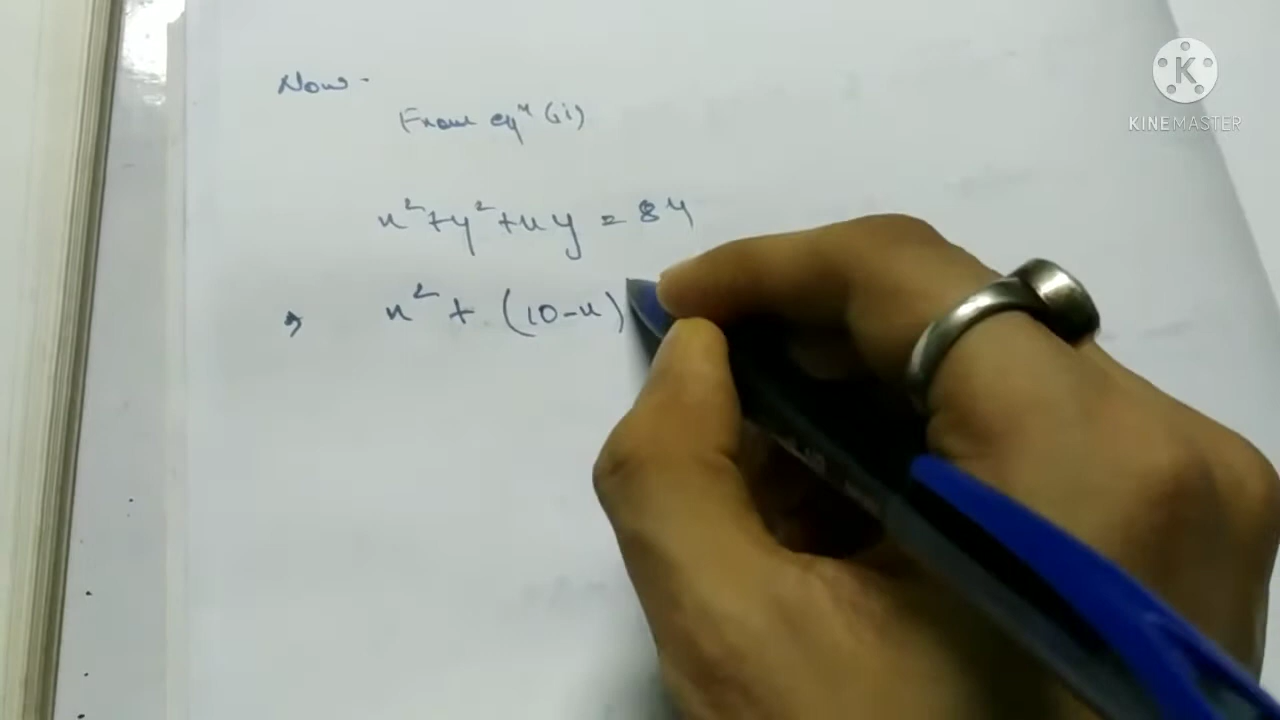 Now -
From eqⁿ (ii)
x² + y² + xy = 84
⇒ x² + (10 - x)
K
KINEMASTER